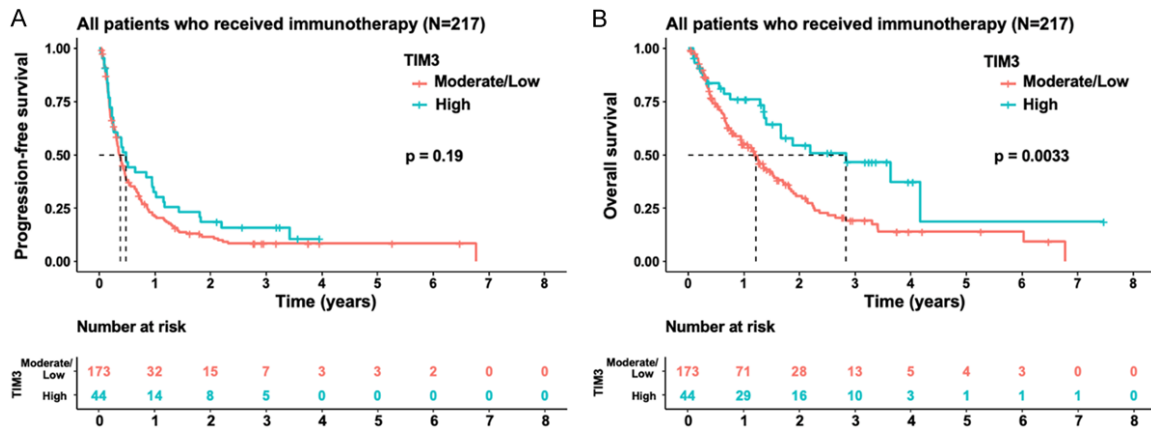 A
All patients who received immunotherapy (N=217)
Progression-free survival
1.00
0.75
0.50
0.25
0.00
TIM3
Moderate/Low
High
p = 0.19
0 1 2 3 4 5 6 7 8
Time (years)
Number at risk
TIM3
Moderate/
Low 173 32 15 7 3 3 2 0 0
High 44 14 8 5 0 0 0 0 0
0 1 2 3 4 5 6 7 8
B
All patients who received immunotherapy (N=217)
Overall survival
1.00
0.75
0.50
0.25
0.00
TIM3
Moderate/Low
High
p = 0.0033
0 1 2 3 4 5 6 7 8
Time (years)
Number at risk
TIM3
Moderate/
Low 173 71 28 13 5 4 3 0 0
High 44 29 16 10 3 1 1 1 0
0 1 2 3 4 5 6 7 8